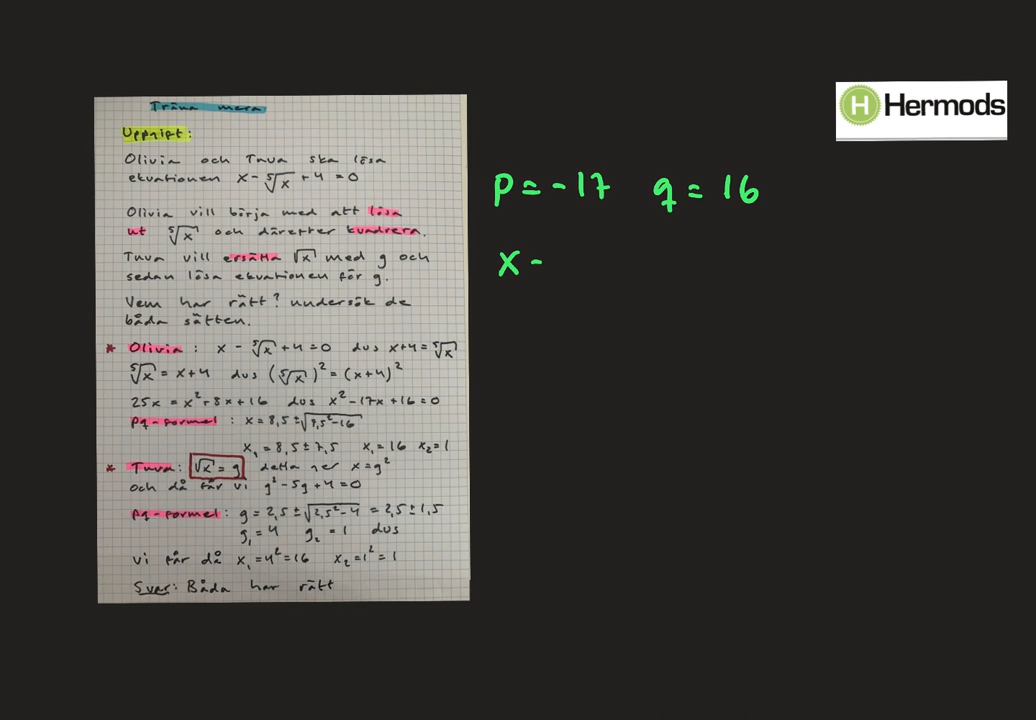 Träna mera
Uppgift:
Olivia och Tuva ska lösa
ekvationen x - ⁵√x + 4 = 0
Olivia vill börja med att lösa
ut ⁵√x och därefter kvadrera.
Tuva vill ersätta √x med g och
sedan lösa ekvationen för g.
Vem har rätt? undersök de
båda sätten.
* Olivia : x - ⁵√x + 4 = 0 dvs x+4 = ⁵√x
⁵√x = x+4 dvs (⁵√x)² = (x+4)²
25x = x² + 8x + 16 dvs x² - 17x + 16 = 0
Pq-formel : x = 8,5 ± √8,5² - 16
x₁ = 8,5 ± 7,5 x₁ = 16 x₂ = 1
* Tuva : √x = g detta ger x = g²
och då får vi g² - 5g + 4 = 0
Pq-formel : g = 2,5 ± √2,5² - 4 = 2,5 ± 1,5
g₁ = 4 g₂ = 1 dvs
vi får då x₁ = 4² = 16 x₂ = 1² = 1
Svar: Båda har rätt
P = -17 q = 16
x -
H Hermods